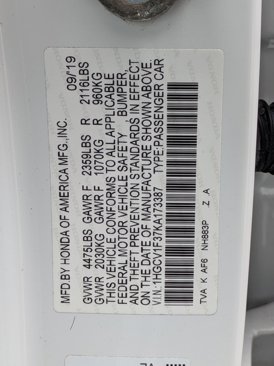 MFD.BY HONDA OF AMERICA MFG.,INC. 09/19
GVWR 4475LBS GAWR F 2359LBS R 2116LBS
GVWR 2030KG GAWR F 1070KG R 960KG
THIS VEHICLE CONFORMS TO ALL APPLICABLE
FEDERAL MOTOR VEHICLE SAFETY BUMPER,
AND THEFT PREVENTION STANDARDS IN EFFECT
ON THE DATE OF MANUFACTURE SHOWN ABOVE.
VIN:1HGCV1F37KA173387 TYPE:PASSENGER CAR
TVA K AF6 NH883P Z A